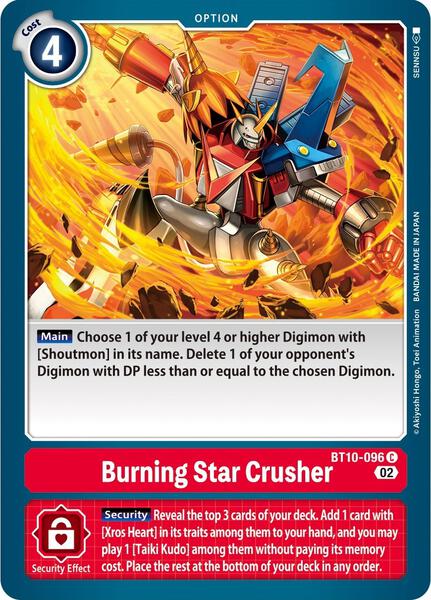 OPTION
Cost
4
SENNSU
© Akiyoshi Hongo, Toei Animation BANDAI MADE IN JAPAN
Main Choose 1 of your level 4 or higher Digimon with
[Shoutmon] in its name. Delete 1 of your opponent's
Digimon with DP less than or equal to the chosen Digimon.
BT10-096 C
Burning Star Crusher
02
Security Reveal the top 3 cards of your deck. Add 1 card with
[Xros Heart] in its traits among them to your hand, and you may
play 1 [Taiki Kudo] among them without paying its memory
cost. Place the rest at the bottom of your deck in any order.
Security Effect